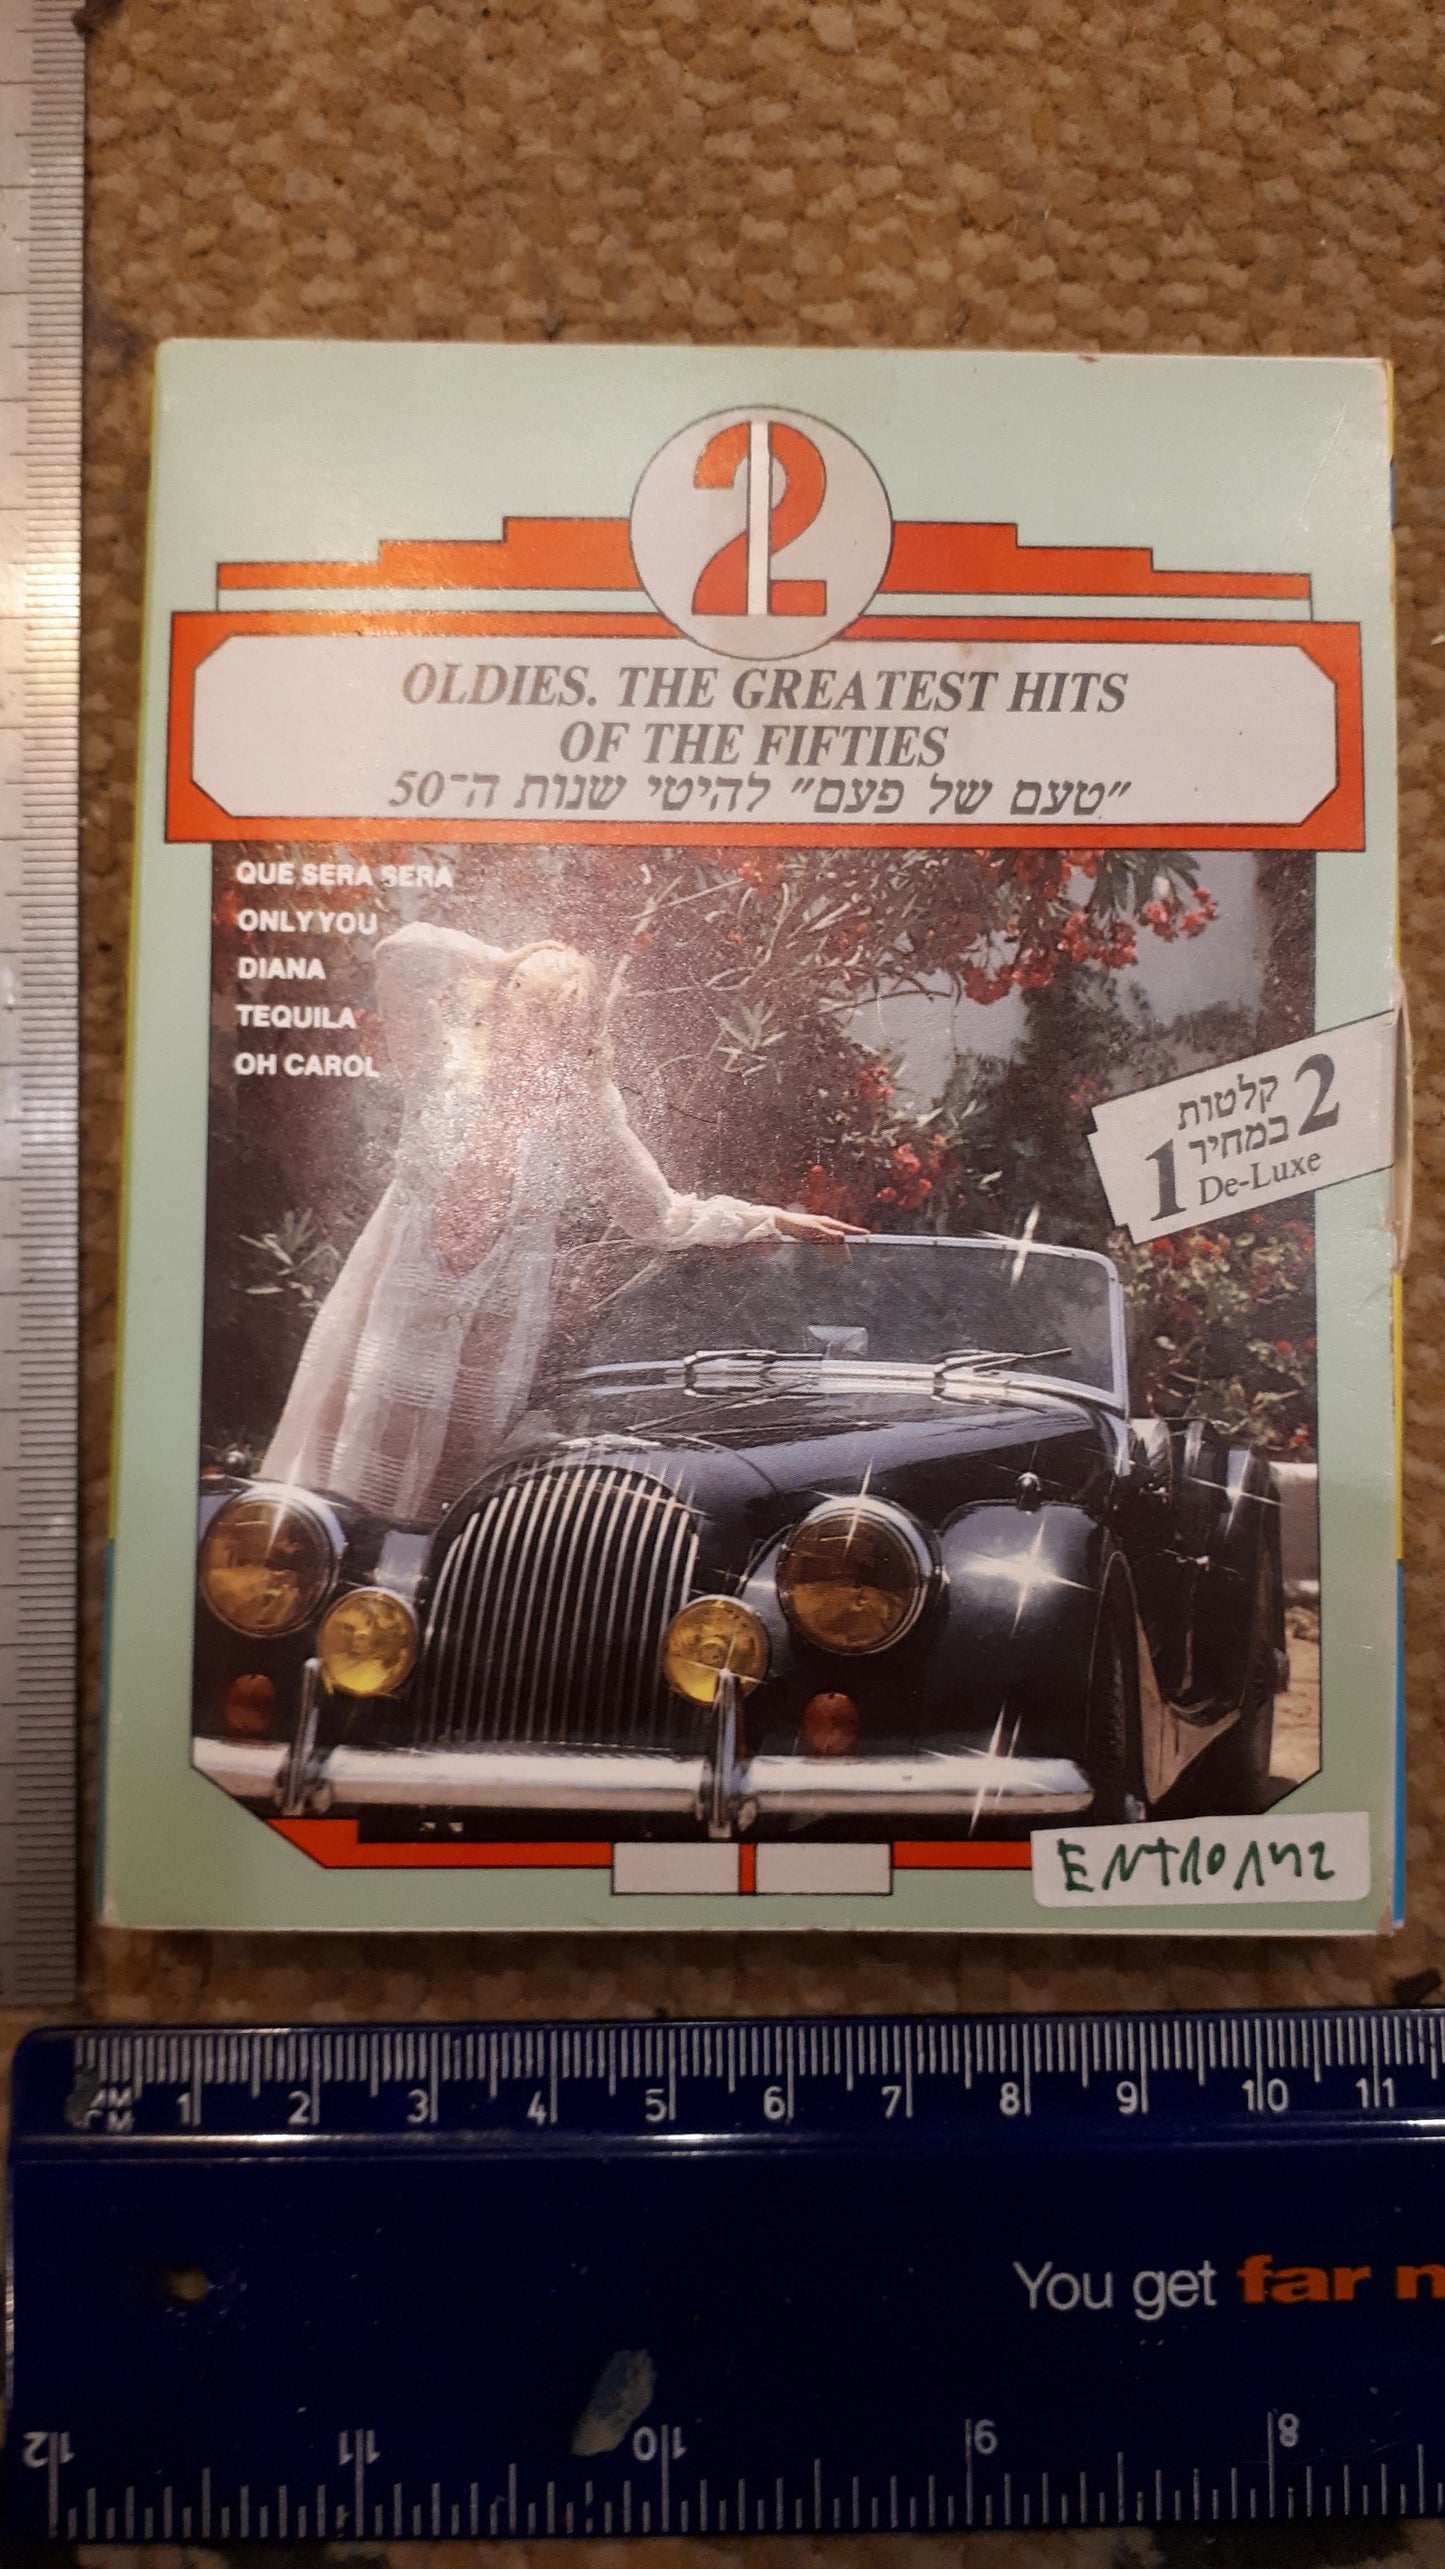 2
OLDIES. THE GREATEST HITS
OF THE FIFTIES
"טעם של פעם" להיטי שנות ה־50
QUE SERA SERA
ONLY YOU
DIANA
TEQUILA
OH CAROL
2 קלטות
במחיר 1
De-Luxe
MM 1 2 3 4 5 6 7 8 9 10 11
CM
You get far
12 11 10 9 8